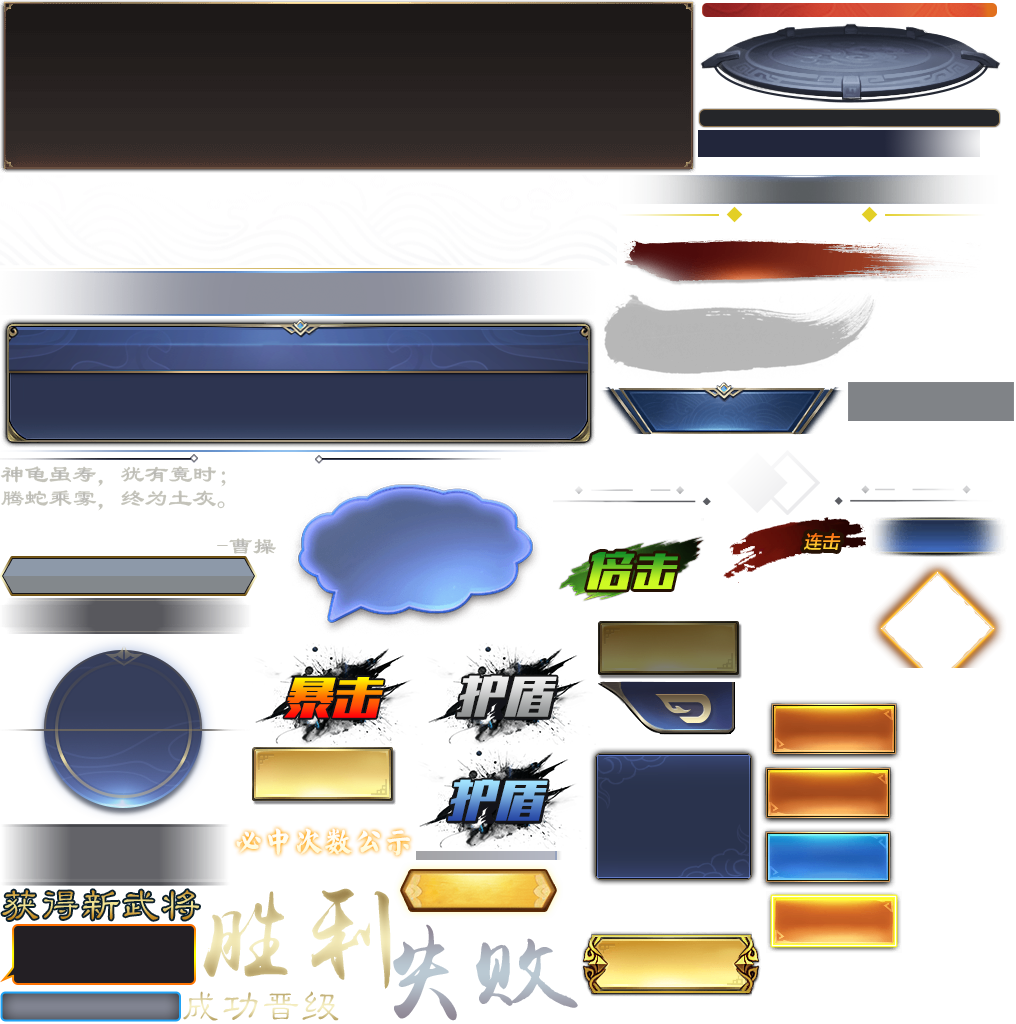 神龟虽寿，犹有竟时；
腾蛇乘雾，终为土灰。
-曹操
倍击
连击
暴击
护盾
护盾
必中次数公示
获得新武将
胜利
失败
成功晋级